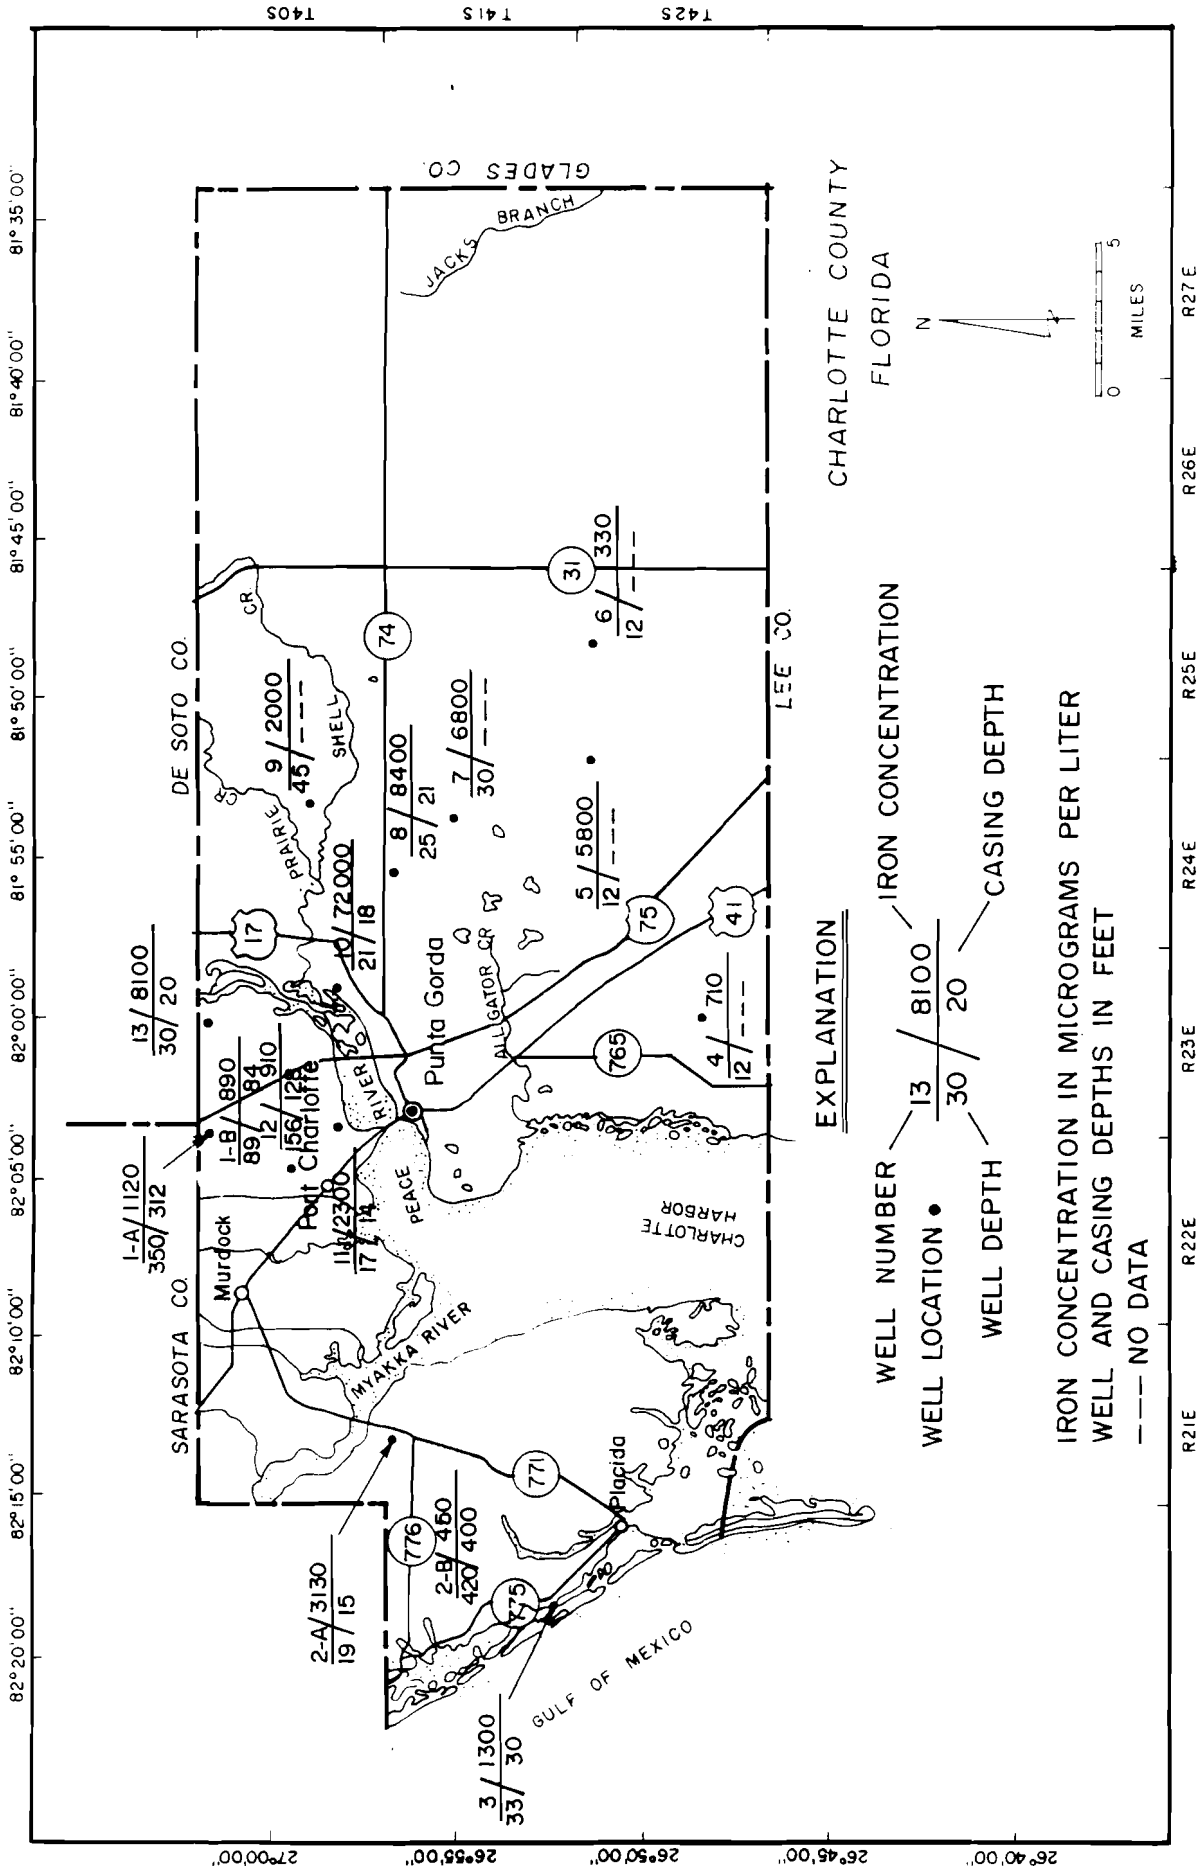 82°20'00"
82°15'00"
82°10'00"
82°05'00"
82°00'00"
81°55'00"
81°50'00"
81°45'00"
81°40'00"
81°35'00"
T40S
T41S
T42S
27°00'00"
26°55'00"
26°50'00"
26°45'00"
26°40'00"
R21E
R22E
R23E
R24E
R25E
R26E
R27E
SARASOTA CO.
DE SOTO CO.
GLADES CO.
LEE CO.
1-A/1120
350/312
13/8100
30/20
1-B/890
89/84
12/910
156/128
9/2000
45/----
10/72000
21/18
8/8400
25/21
7/6800
30/----
11/2300
17/14
2-A/3130
19/15
2-B/
420/400
3/1300
33/30
5/5800
12/----
6/330
12/----
4/710
12/----
Murdock
Port Charlotte
Punta Gorda
Placida
MYAKKA RIVER
PEACE RIVER
PRAIRIE CR
SHELL CR
ALLIGATOR CR
JACKS BRANCH
CHARLOTTE
HARBOR
GULF OF MEXICO
17
74
31
75
41
765
771
776
775
CHARLOTTE COUNTY
FLORIDA
N
0 5
MILES
EXPLANATION
WELL NUMBER 13 / 8100 IRON CONCENTRATION
WELL LOCATION
WELL DEPTH 30 / 20 CASING DEPTH
IRON CONCENTRATION IN MICROGRAMS PER LITER
WELL AND CASING DEPTHS IN FEET
---- NO DATA